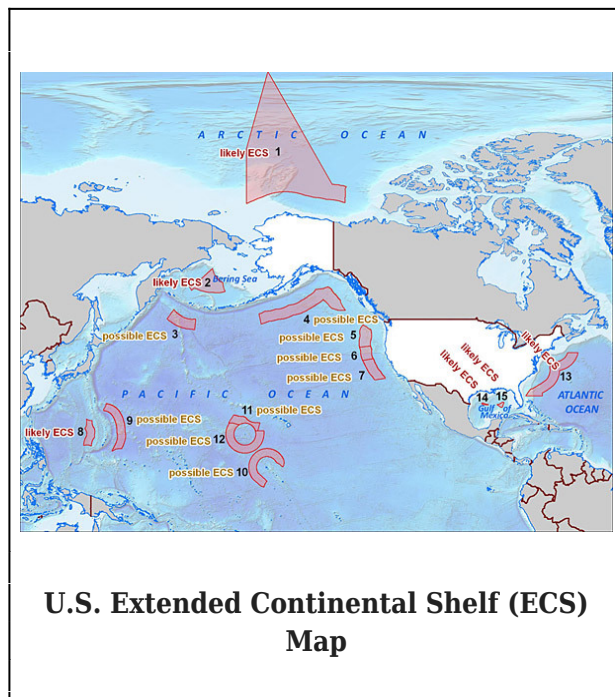 ARCTIC OCEAN
likely ECS 1
likely ECS 2
Bering Sea
possible ECS
3
4
possible ECS
possible ECS 5
possible ECS 6
possible ECS 7
likely ECS
likely ECS
likely ECS
13
14 15
Gulf of
Mexico
ATLANTIC
OCEAN
PACIFIC OCEAN
likely ECS 8
9 possible ECS
11
possible ECS
possible ECS 12
possible ECS 10
U.S. Extended Continental Shelf (ECS)
Map